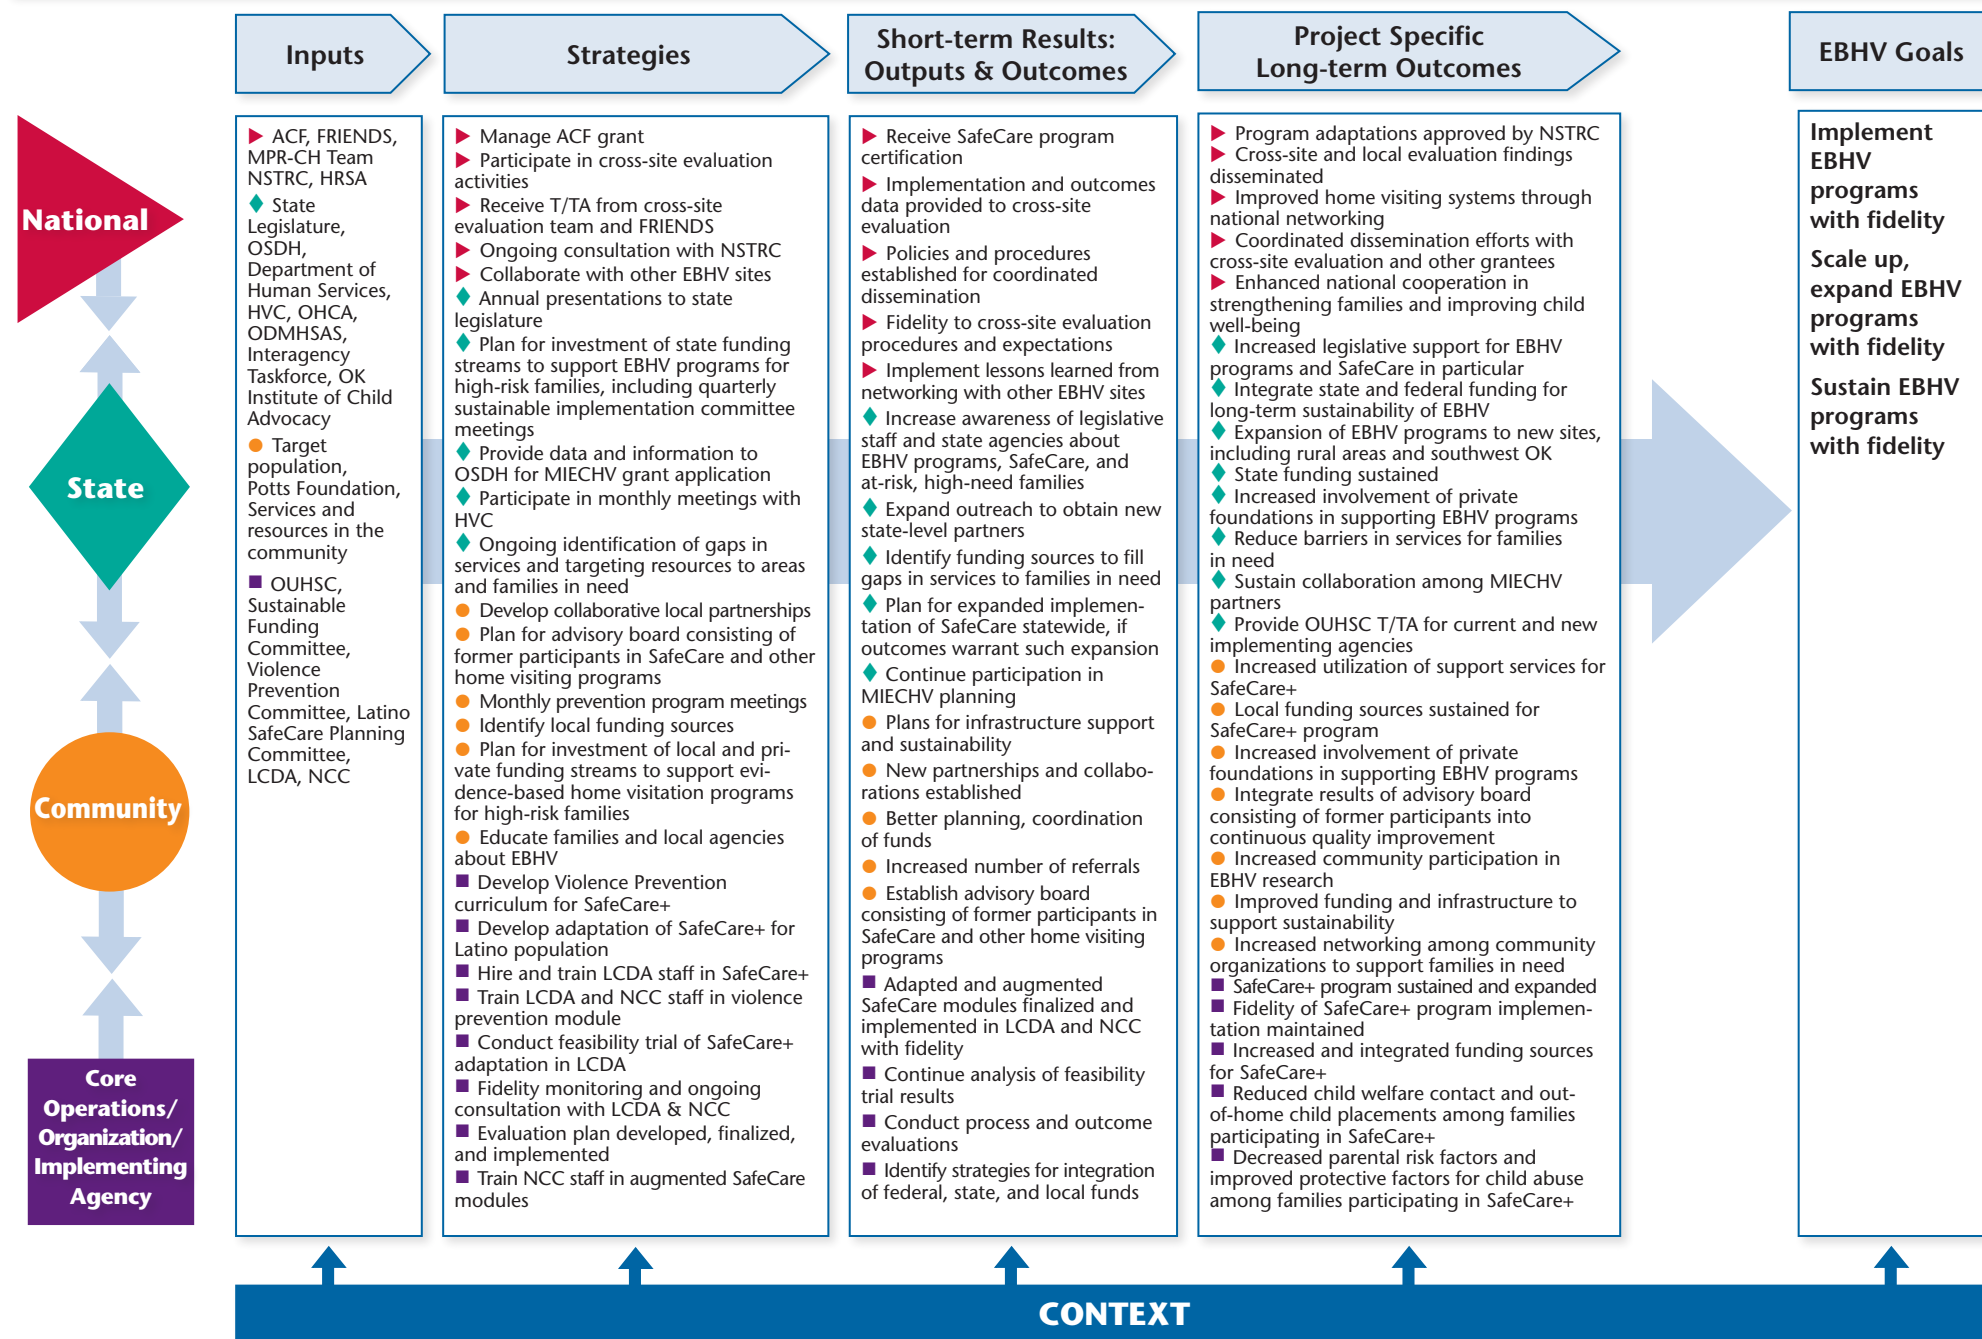 Inputs
Strategies
Short-term Results:
Outputs & Outcomes
Project Specific
Long-term Outcomes
EBHV Goals
National
State
Community
Core
Operations/
Organization/
Implementing
Agency
ACF, FRIENDS,
MPR-CH Team
NSTRC, HRSA
State
Legislature,
OSDH,
Department of
Human Services,
HVC, OHCA,
ODMHSAS,
Interagency
Taskforce, OK
Institute of Child
Advocacy
Target
population,
Potts Foundation,
Services and
resources in the
community
OUHSC,
Sustainable
Funding
Committee,
Violence
Prevention
Committee, Latino
SafeCare Planning
Committee,
LCDA, NCC
Manage ACF grant
Participate in cross-site evaluation
activities
Receive T/TA from cross-site
evaluation team and FRIENDS
Ongoing consultation with NSTRC
Collaborate with other EBHV sites
Annual presentations to state
legislature
Plan for investment of state funding
streams to support EBHV programs for
high-risk families, including quarterly
sustainable implementation committee
meetings
Provide data and information to
OSDH for MIECHV grant application
Participate in monthly meetings with
HVC
Ongoing identification of gaps in
services and targeting resources to areas
and families in need
Develop collaborative local partnerships
Plan for advisory board consisting of
former participants in SafeCare and other
home visiting programs
Monthly prevention program meetings
Identify local funding sources
Plan for investment of local and pri-
vate funding streams to support evi-
dence-based home visitation programs
for high-risk families
Educate families and local agencies
about EBHV
Develop Violence Prevention
curriculum for SafeCare+
Develop adaptation of SafeCare+ for
Latino population
Hire and train LCDA staff in SafeCare+
Train LCDA and NCC staff in violence
prevention module
Conduct feasibility trial of SafeCare+
adaptation in LCDA
Fidelity monitoring and ongoing
consultation with LCDA & NCC
Evaluation plan developed, finalized,
and implemented
Train NCC staff in augmented SafeCare
modules
Receive SafeCare program
certification
Implementation and outcomes
data provided to cross-site
evaluation
Policies and procedures
established for coordinated
dissemination
Fidelity to cross-site evaluation
procedures and expectations
Implement lessons learned from
networking with other EBHV sites
Increase awareness of legislative
staff and state agencies about
EBHV programs, SafeCare, and
at-risk, high-need families
Expand outreach to obtain new
state-level partners
Identify funding sources to fill
gaps in services to families in need
Plan for expanded implemen-
tation of SafeCare statewide, if
outcomes warrant such expansion
Continue participation in
MIECHV planning
Plans for infrastructure support
and sustainability
New partnerships and collabo-
rations established
Better planning, coordination
of funds
Increased number of referrals
Establish advisory board
consisting of former participants in
SafeCare and other home visiting
programs
Adapted and augmented
SafeCare modules finalized and
implemented in LCDA and NCC
with fidelity
Continue analysis of feasibility
trial results
Conduct process and outcome
evaluations
Identify strategies for integration
of federal, state, and local funds
Program adaptations approved by NSTRC
Cross-site and local evaluation findings
disseminated
Improved home visiting systems through
national networking
Coordinated dissemination efforts with
cross-site evaluation and other grantees
Enhanced national cooperation in
strengthening families and improving child
well-being
Increased legislative support for EBHV
programs and SafeCare in particular
Integrate state and federal funding for
long-term sustainability of EBHV
Expansion of EBHV programs to new sites,
including rural areas and southwest OK
State funding sustained
Increased involvement of private
foundations in supporting EBHV programs
Reduce barriers in services for families
in need
Sustain collaboration among MIECHV
partners
Provide OUHSC T/TA for current and new
implementing agencies
Increased utilization of support services for
SafeCare+
Local funding sources sustained for
SafeCare+ program
Increased involvement of private
foundations in supporting EBHV programs
Integrate results of advisory board
consisting of former participants into
continuous quality improvement
Increased community participation in
EBHV research
Improved funding and infrastructure to
support sustainability
Increased networking among community
organizations to support families in need
SafeCare+ program sustained and expanded
Fidelity of SafeCare+ program implemen-
tation maintained
Increased and integrated funding sources
for SafeCare+
Reduced child welfare contact and out-
of-home child placements among families
participating in SafeCare+
Decreased parental risk factors and
improved protective factors for child abuse
among families participating in SafeCare+
Implement
EBHV
programs
with fidelity
Scale up,
expand EBHV
programs
with fidelity
Sustain EBHV
programs
with fidelity
CONTEXT